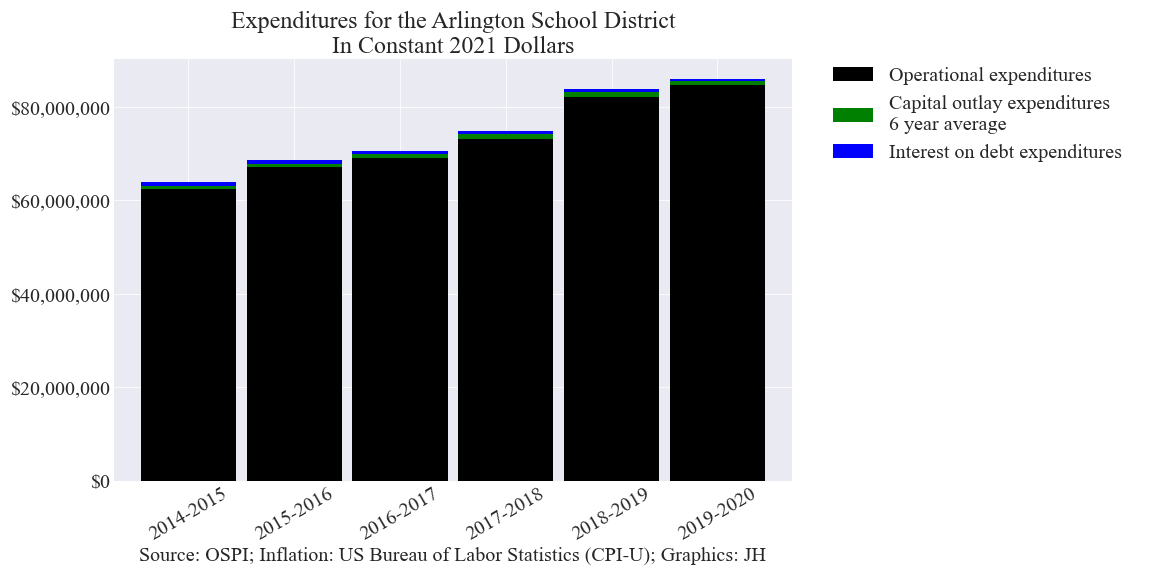 Expenditures for the Arlington School District
In Constant 2021 Dollars
Operational expenditures
Capital outlay expenditures
6 year average
Interest on debt expenditures
$80,000,000
$60,000,000
$40,000,000
$20,000,000
$0
2014-2015
2015-2016
2016-2017
2017-2018
2018-2019
2019-2020
Source: OSPI; Inflation: US Bureau of Labor Statistics (CPI-U); Graphics: JH